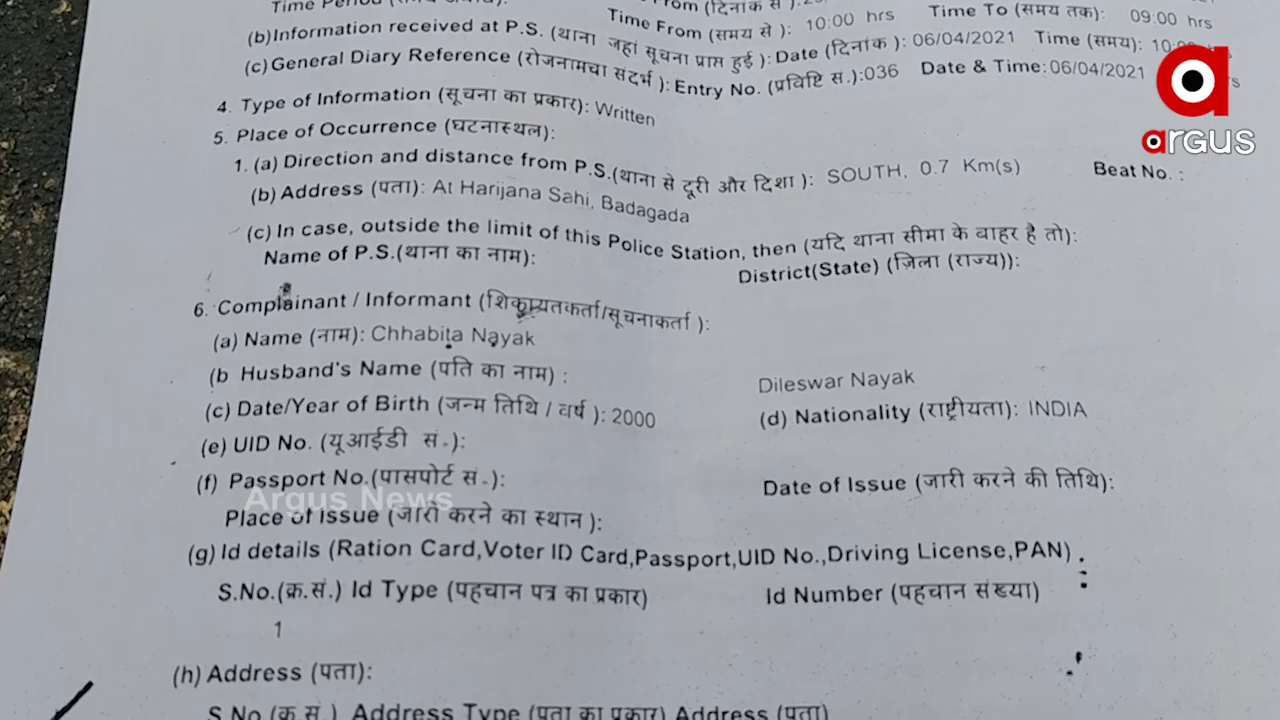 Time From (समय से ): 10:00 hrs Time To (समय तक): 09:00 hrs
(b)Information received at P.S. (थाना जहां सूचना प्राप्त हुई ): Date (दिनांक ): 06/04/2021 Time (समय):
(c) General Diary Reference (रोजनामचा संदर्भ ): Entry No. (प्रविष्टि स.):036 Date & Time:06/04/2021
4. Type of Information (सूचना का प्रकार): Written
5. Place of Occurrence (घटनास्थल):
1. (a) Direction and distance from P.S.(थाना से दूरी और दिशा ): SOUTH, 0.7 Km(s) Beat No. :
(b) Address (पता): At Harijana Sahi, Badagada
(c) In case, outside the limit of this Police Station, then (यदि थाना सीमा के बाहर है तो):
Name of P.S.(थाना का नाम): District(State) (ज़िला (राज्य)):
6. Complainant / Informant (शिकायतकर्ता/सूचनाकर्ता ):
(a) Name (नाम): Chhabita Nayak
(b Husband's Name (पति का नाम) : Dileswar Nayak
(c) Date/Year of Birth (जन्म तिथि / वर्ष ): 2000 (d) Nationality (राष्ट्रीयता): INDIA
(e) UID No. (यूआईडी सं.):
(f) Passport No.(पासपोर्ट सं.):
Argus News
Place of Issue (जारी करने का स्थान ): Date of Issue (जारी करने की तिथि):
(g) Id details (Ration Card,Voter ID Card,Passport,UID No.,Driving License,PAN) :
S.No.(क्र.सं.) Id Type (पहचान पत्र का प्रकार) Id Number (पहचान संख्या)
1
(h) Address (पता):
S.No.(क्र.सं.) Address Type (पता का प्रकार) Address (पता)
argus